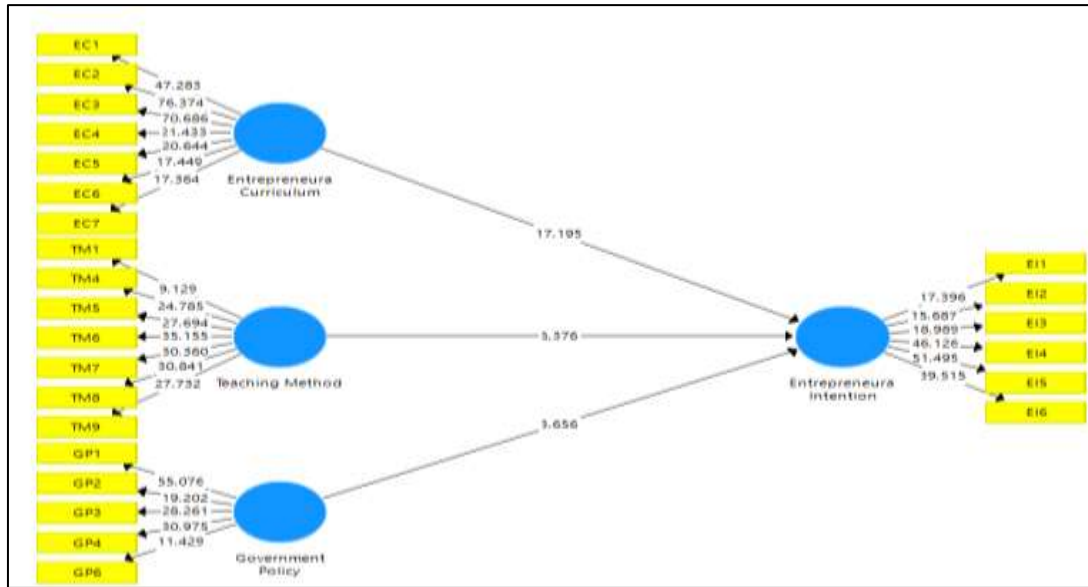 EC1
EC2
EC3
EC4
EC5
EC6
EC7
47.283
76.374
70.686
21.433
20.644
17.449
17.364
Entrepreneura
Curriculum
17.195
TM1
TM4
TM5
TM6
TM7
TM8
TM9
9.129
24.785
27.694
35.155
30.360
30.841
27.732
Teaching Method
3.376
GP1
GP2
GP3
GP4
GP6
55.076
19.202
28.261
30.975
11.429
Government
Policy
3.656
Entrepreneura
Intention
17.396
15.687
18.989
46.126
51.495
39.515
EI1
EI2
EI3
EI4
EI5
EI6